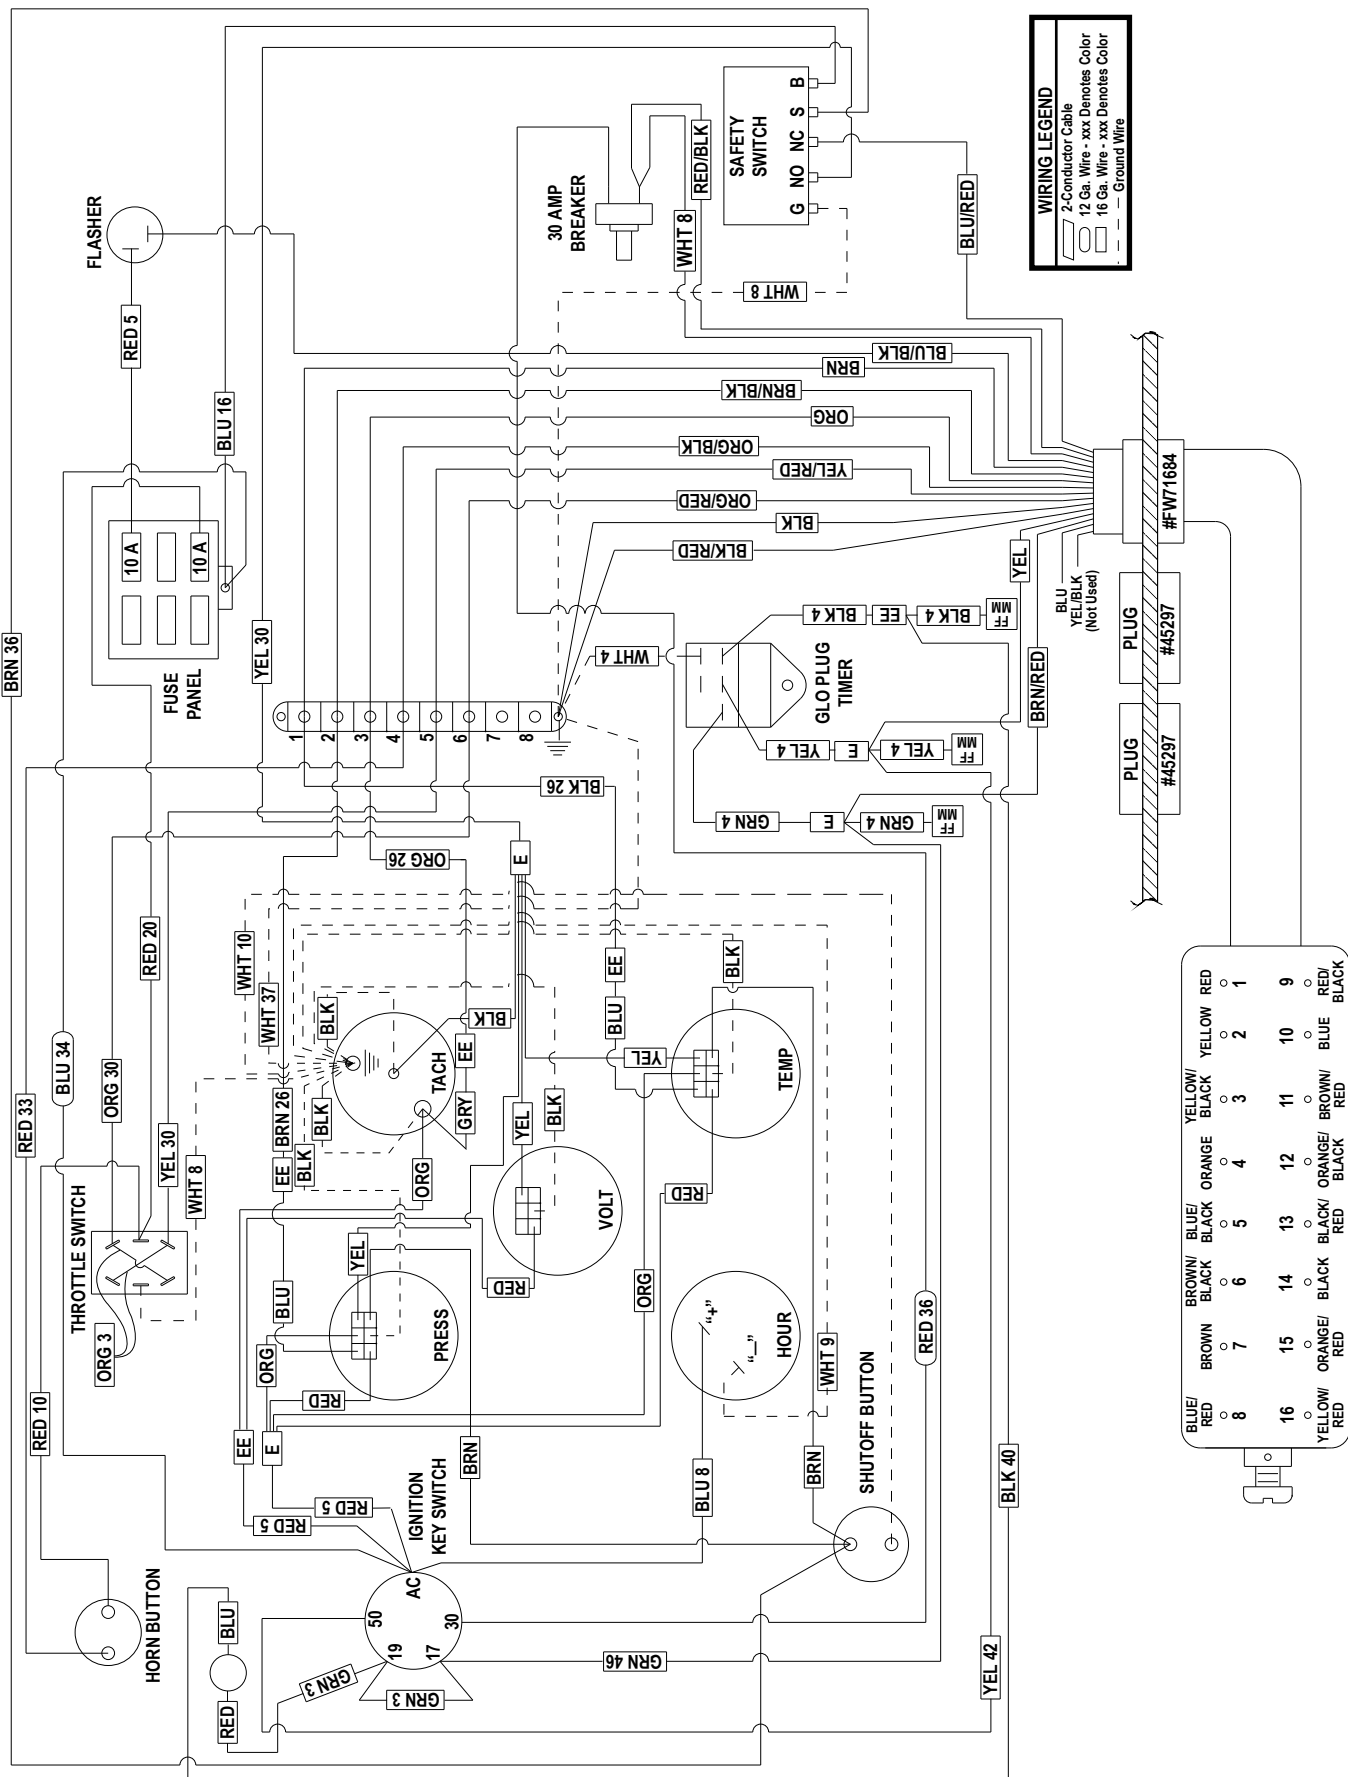 BRN 36
RED 33
BLU 34
RED 10
ORG 30
RED 20
YEL 30
WHT 8
THROTTLE SWITCH
ORG 3
HORN BUTTON
BLU
RED
GRN 3
GRN 3
IGNITION
KEY SWITCH
50
AC
19
17
30
RED 5
RED 5
EE
E
FLASHER
RED 5
BLU 16
10 A
10 A
FUSE
PANEL
YEL 30
1
2
3
4
5
6
7
8
BLK 26
ORG 26
E
WHT 10
WHT 37
BRN 26
EE
BLU
BLK
BLK
BLK
BLK
TACH
EE
GRY
ORG
YEL
ORG
RED
PRESS
BRN
YEL
BLK
VOLT
RED
EE
BLU
YEL
BLK
TEMP
RED
ORG
"+"
"–"
HOUR
WHT 9
BLU 8
BRN
SHUTOFF BUTTON
GRN 46
RED 36
YEL 42
BLK 40
30 AMP
BREAKER
RED/BLK
WHT 8
SAFETY
SWITCH
G
NO
NC
S
B
WHT 8
BLU/RED
WIRING LEGEND
2-Conductor Cable
12 Ga. Wire - xxx Denotes Color
16 Ga. Wire - xxx Denotes Color
Ground Wire
BLU/BLK
BRN
BRN/BLK
ORG
ORG/BLK
YEL/RED
ORG/RED
BLK
BLK/RED
YEL
BRN/RED
BLU
YEL/BLK
(Not Used)
WHT 4
GLO PLUG
TIMER
BLK 4
EE
BLK 4
FF
MM
YEL 4
E
YEL 4
FF
MM
GRN 4
E
GRN 4
FF
MM
#FW71684
PLUG
#45297
PLUG
#45297
BLUE/
RED
BROWN
BROWN/
BLACK
BLUE/
BLACK
ORANGE
YELLOW/
BLACK
YELLOW
RED
8
7
6
5
4
3
2
1
16
15
14
13
12
11
10
9
YELLOW/
RED
ORANGE/
RED
BLACK
BLACK/
RED
ORANGE/
BLACK
BROWN/
RED
BLUE
RED/
BLACK